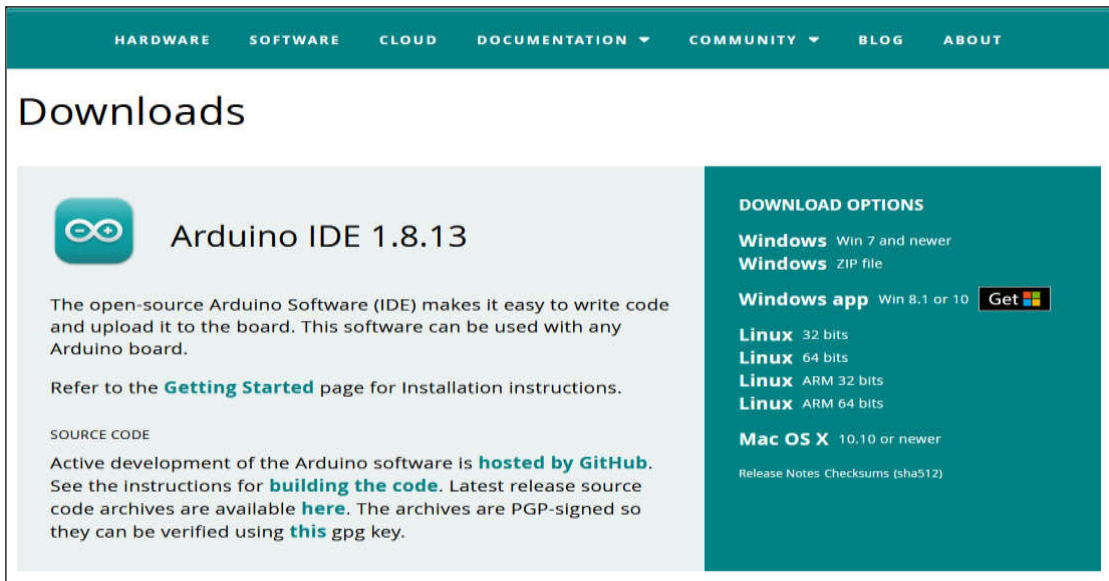 HARDWARE SOFTWARE CLOUD DOCUMENTATION COMMUNITY BLOG ABOUT
Downloads
Arduino IDE 1.8.13
The open-source Arduino Software (IDE) makes it easy to write code
and upload it to the board. This software can be used with any
Arduino board.
Refer to the Getting Started page for Installation instructions.
SOURCE CODE
Active development of the Arduino software is hosted by GitHub.
See the instructions for building the code. Latest release source
code archives are available here. The archives are PGP-signed so
they can be verified using this gpg key.
DOWNLOAD OPTIONS
Windows Win 7 and newer
Windows ZIP file
Windows app Win 8.1 or 10 Get
Linux 32 bits
Linux 64 bits
Linux ARM 32 bits
Linux ARM 64 bits
Mac OS X 10.10 or newer
Release Notes Checksums (sha512)